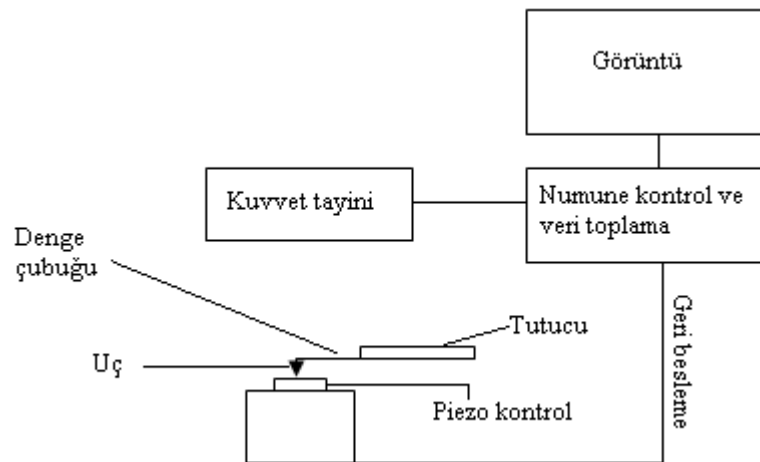 Görüntü
Kuvvet tayini
Numune kontrol ve
veri toplama
Denge
çubuğu
Tutucu
Geri besleme
Uç
Piezo kontrol